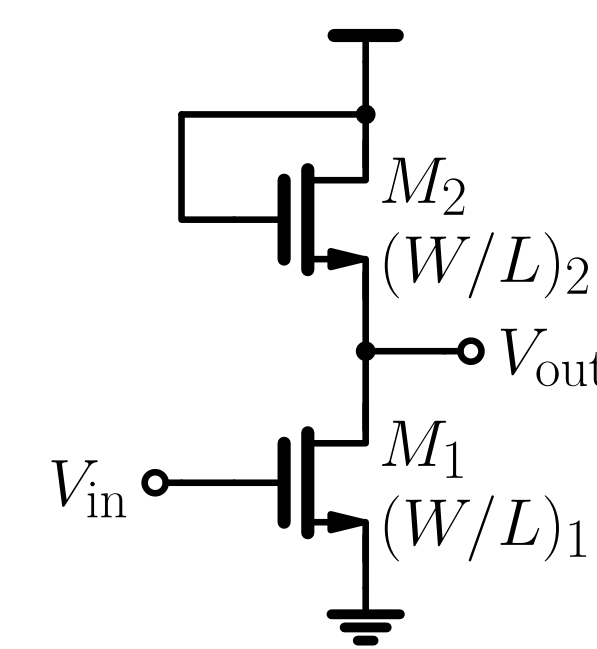 M₂
(W/L)₂
Vout
M₁
Vin
(W/L)₁